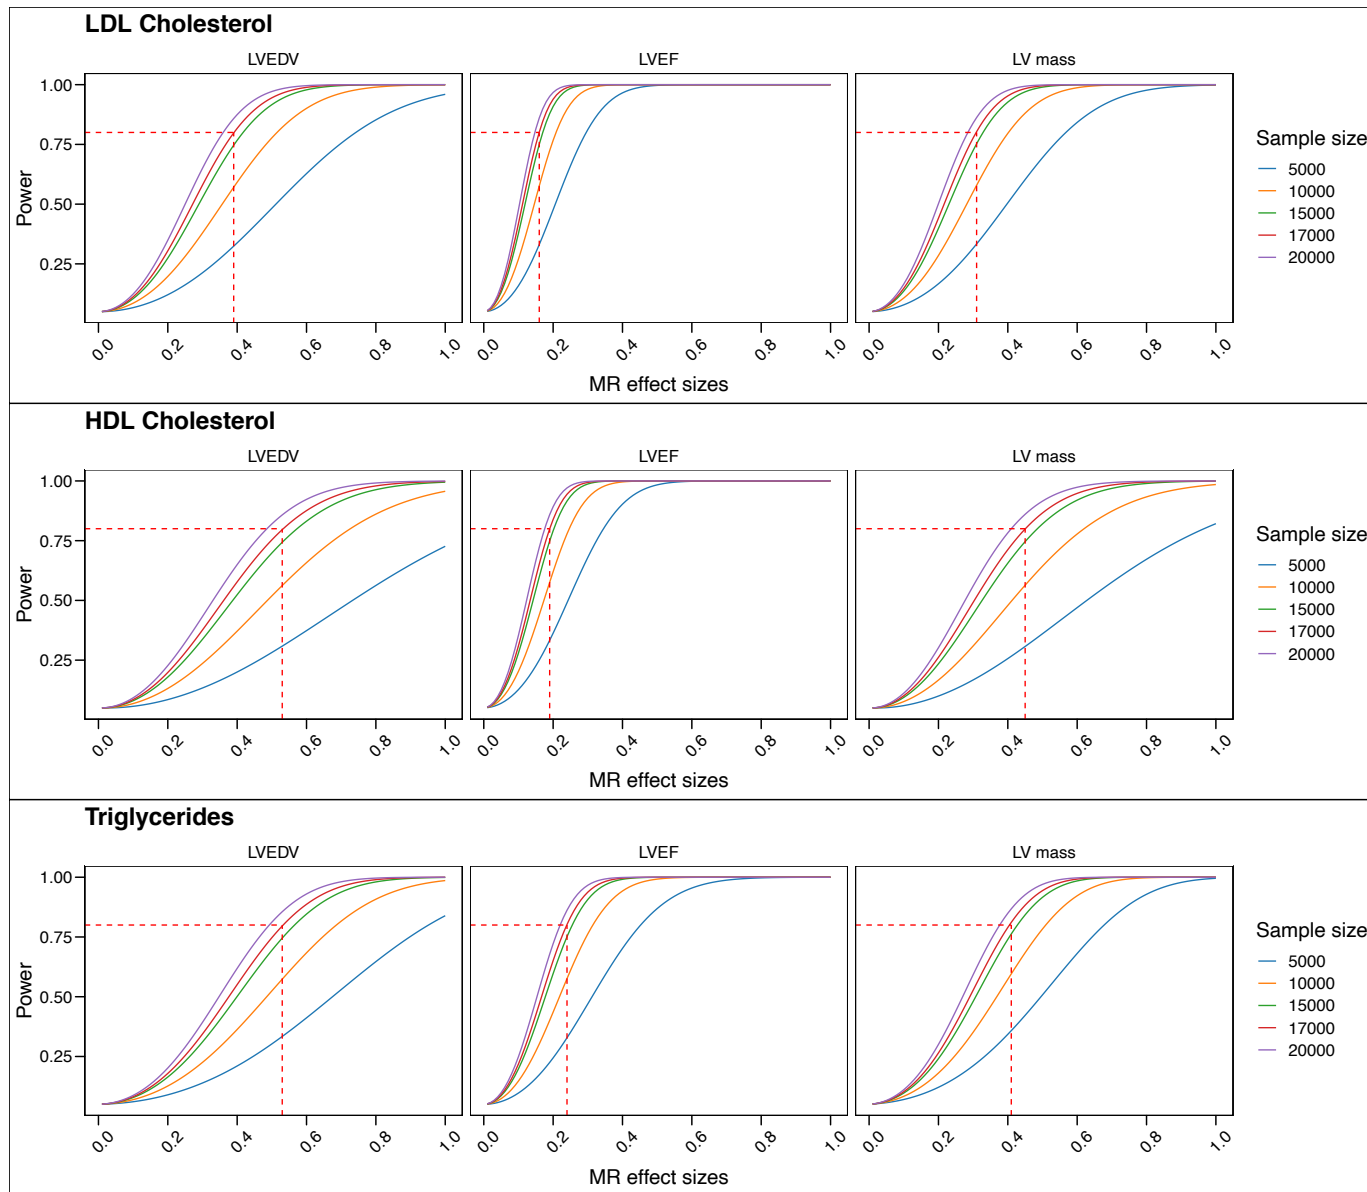 LDL Cholesterol
LVEDV LVEF LV mass
1.00
0.75
0.50
0.25
Power
0.0 0.2 0.4 0.6 0.8 1.0 0.0 0.2 0.4 0.6 0.8 1.0 0.0 0.2 0.4 0.6 0.8 1.0
MR effect sizes
Sample size
5000
10000
15000
17000
20000
HDL Cholesterol
LVEDV LVEF LV mass
1.00
0.75
0.50
0.25
Power
0.0 0.2 0.4 0.6 0.8 1.0 0.0 0.2 0.4 0.6 0.8 1.0 0.0 0.2 0.4 0.6 0.8 1.0
MR effect sizes
Sample size
5000
10000
15000
17000
20000
Triglycerides
LVEDV LVEF LV mass
1.00
0.75
0.50
0.25
Power
0.0 0.2 0.4 0.6 0.8 1.0 0.0 0.2 0.4 0.6 0.8 1.0 0.0 0.2 0.4 0.6 0.8 1.0
MR effect sizes
Sample size
5000
10000
15000
17000
20000